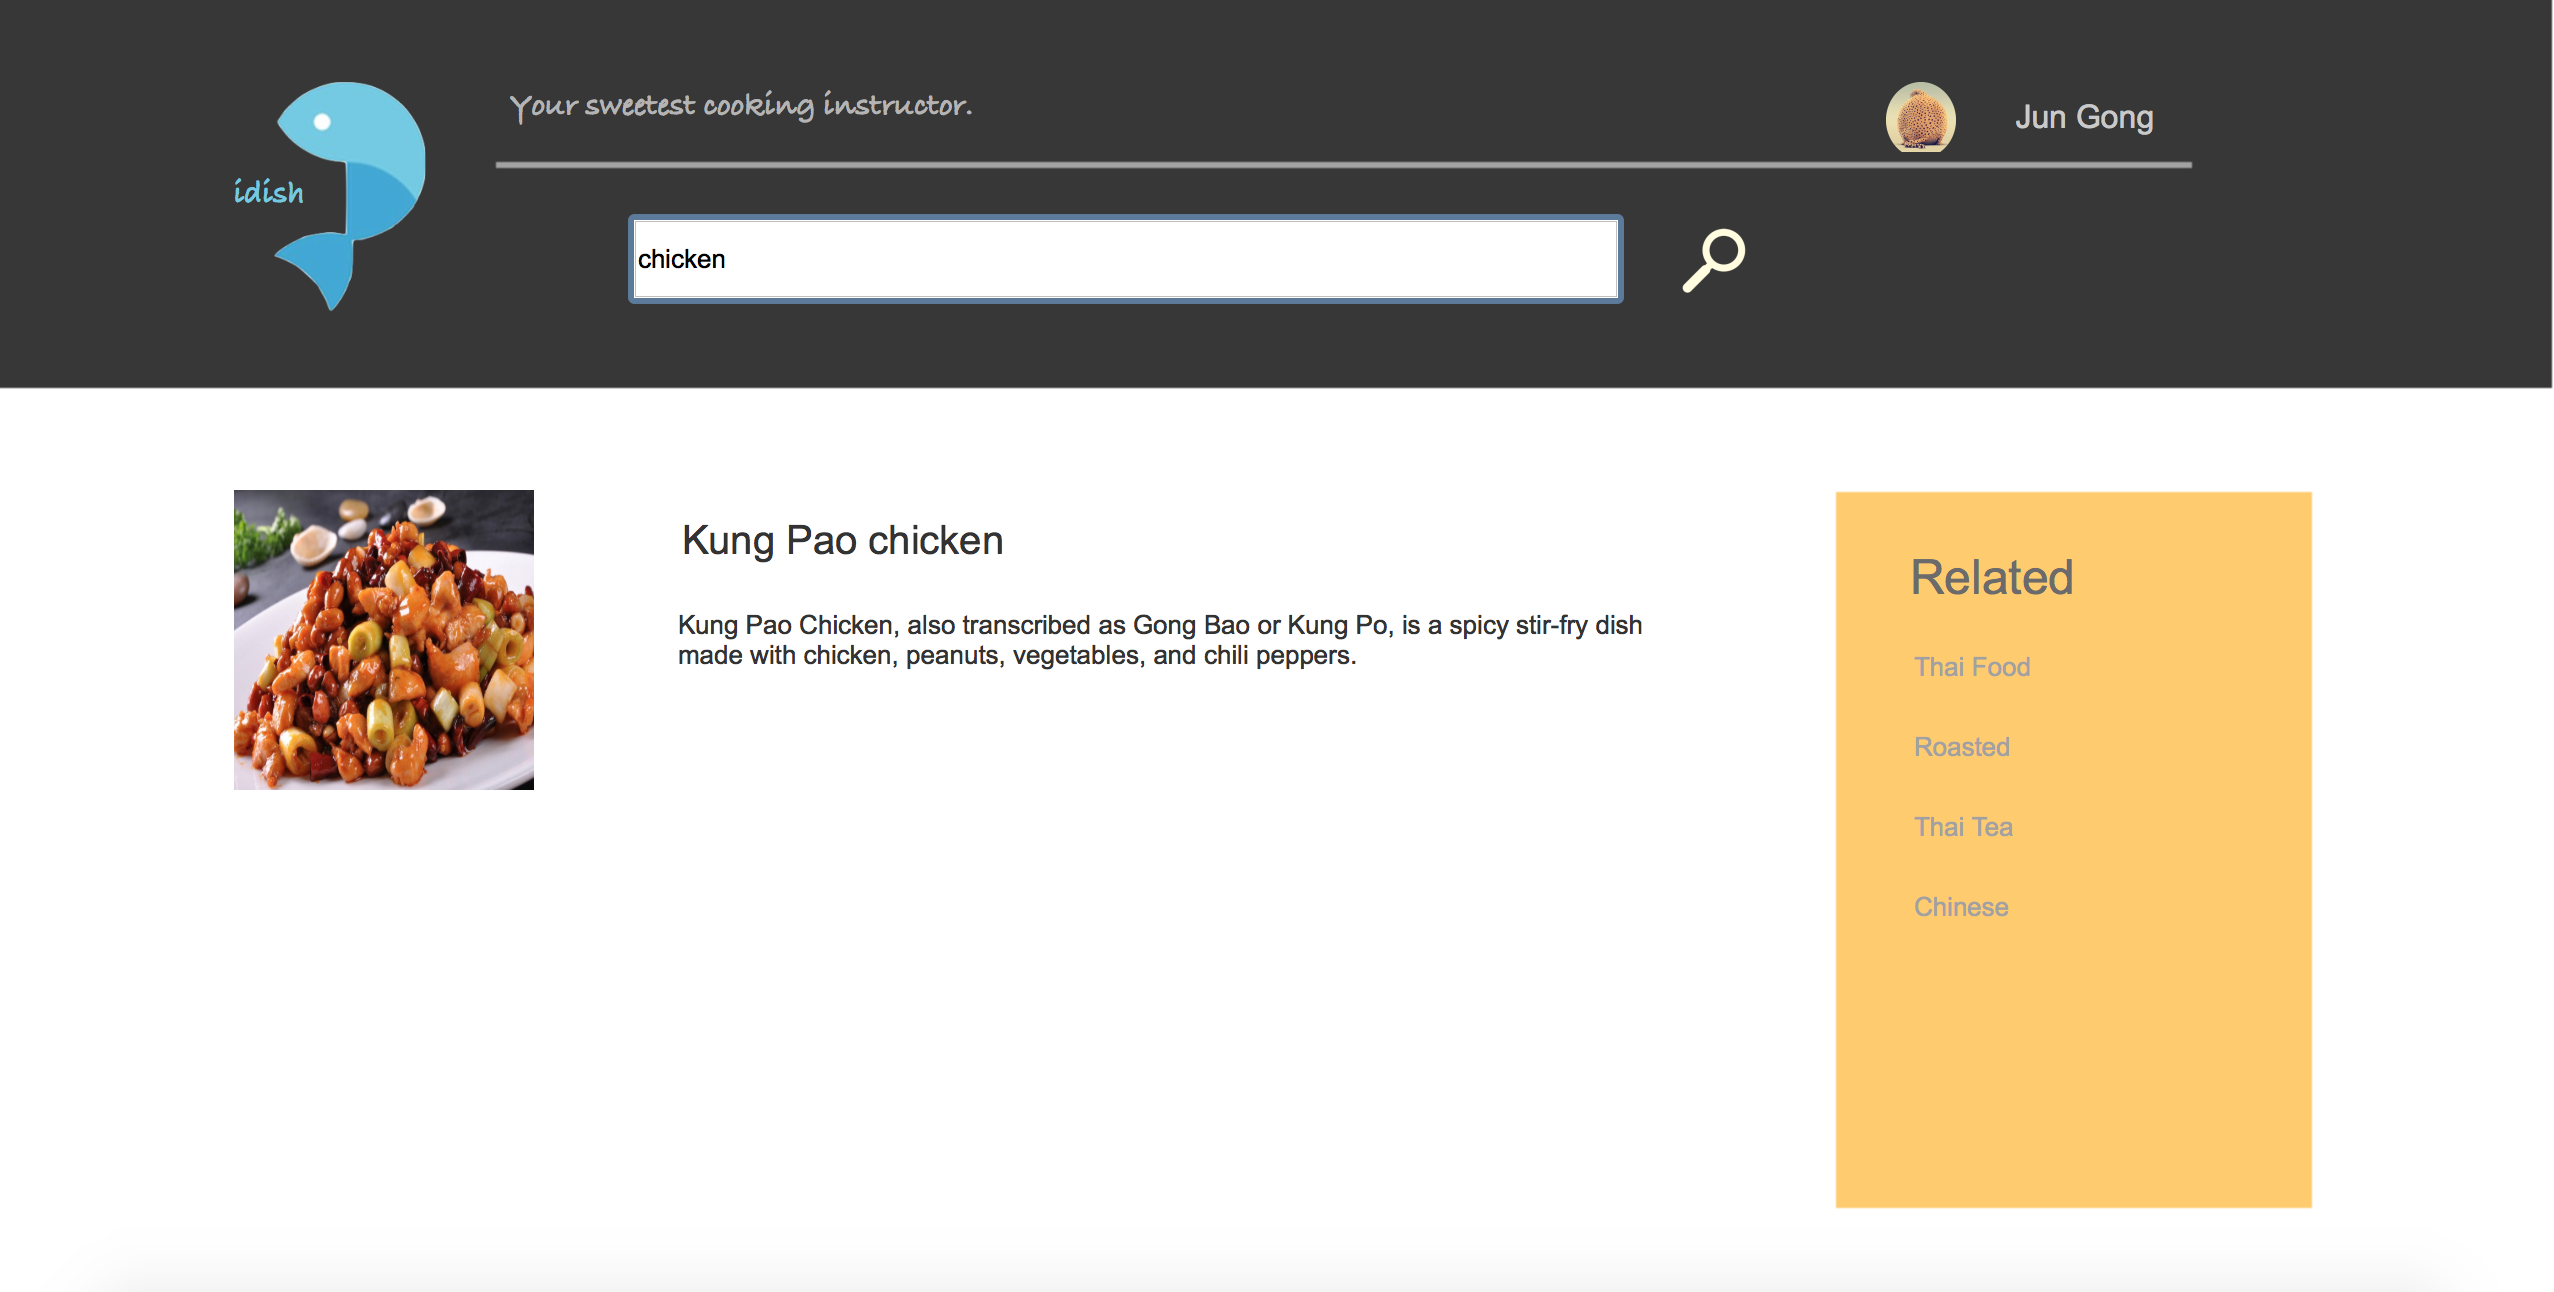 Your sweetest cooking instructor.
Jun Gong
idish
chicken
Kung Pao chicken
Kung Pao Chicken, also transcribed as Gong Bao or Kung Po, is a spicy stir-fry dish
made with chicken, peanuts, vegetables, and chili peppers.
Related
Thai Food
Roasted
Thai Tea
Chinese